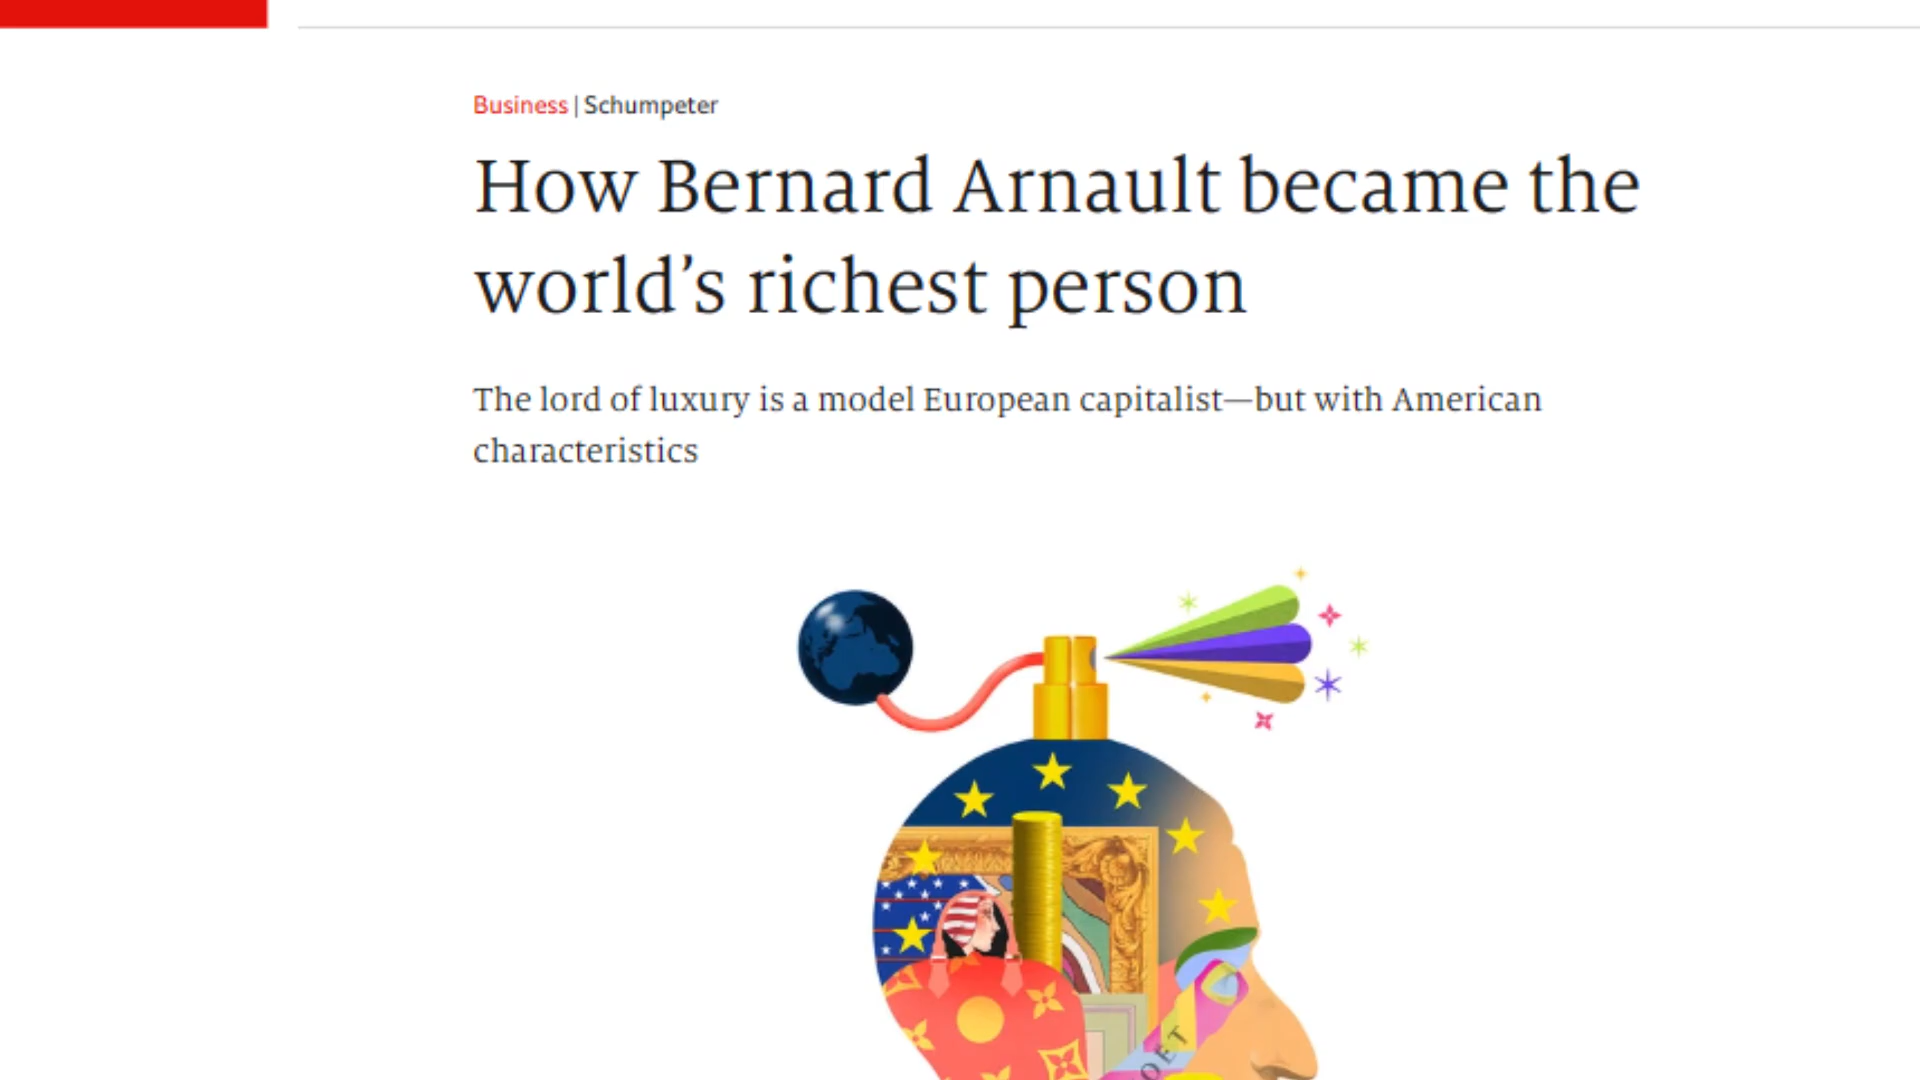 Business | Schumpeter
How Bernard Arnault became the
world’s richest person
The lord of luxury is a model European capitalist—but with American
characteristics
OET